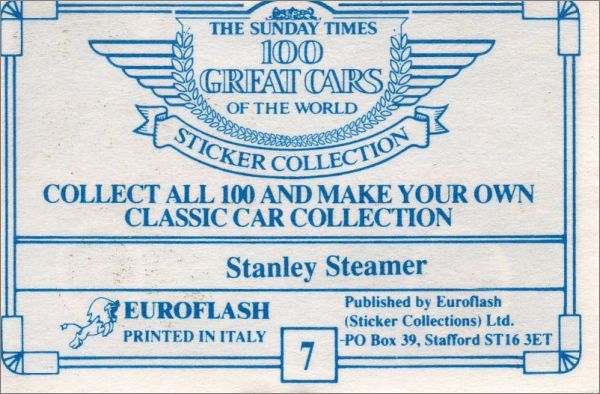 THE SUNDAY TIMES
100
GREAT CARS
OF THE WORLD
STICKER COLLECTION
COLLECT ALL 100 AND MAKE YOUR OWN
CLASSIC CAR COLLECTION
Stanley Steamer
EUROFLASH
PRINTED IN ITALY
7
Published by Euroflash
(Sticker Collections) Ltd.
PO Box 39, Stafford ST16 3ET